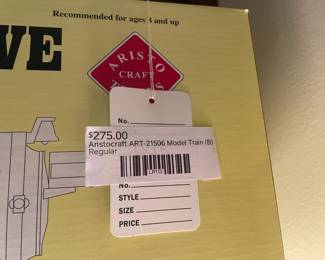 Recommended for ages 8 and up
VE
ARISTO
CRAFT
No.
$275.00
Aristocraft ART-21506 Model Train (B)
Regular
No.
STYLE
SIZE
PRICE